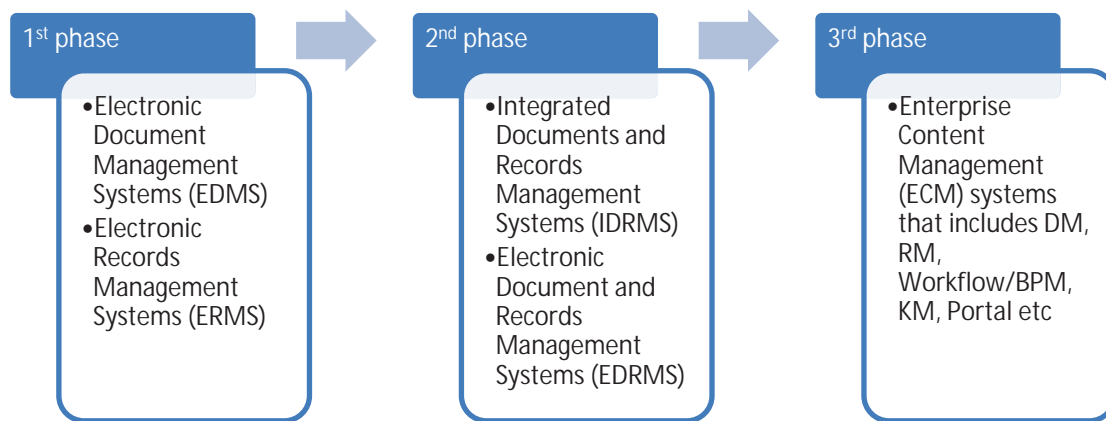 1st phase
•Electronic
Document
Management
Systems (EDMS)
•Electronic
Records
Management
Systems (ERMS)
2nd phase
•Integrated
Documents and
Records
Management
Systems (IDRMS)
•Electronic
Document and
Records
Management
Systems (EDRMS)
3rd phase
•Enterprise
Content
Management
(ECM) systems
that includes DM,
RM,
Workflow/BPM,
KM, Portal etc